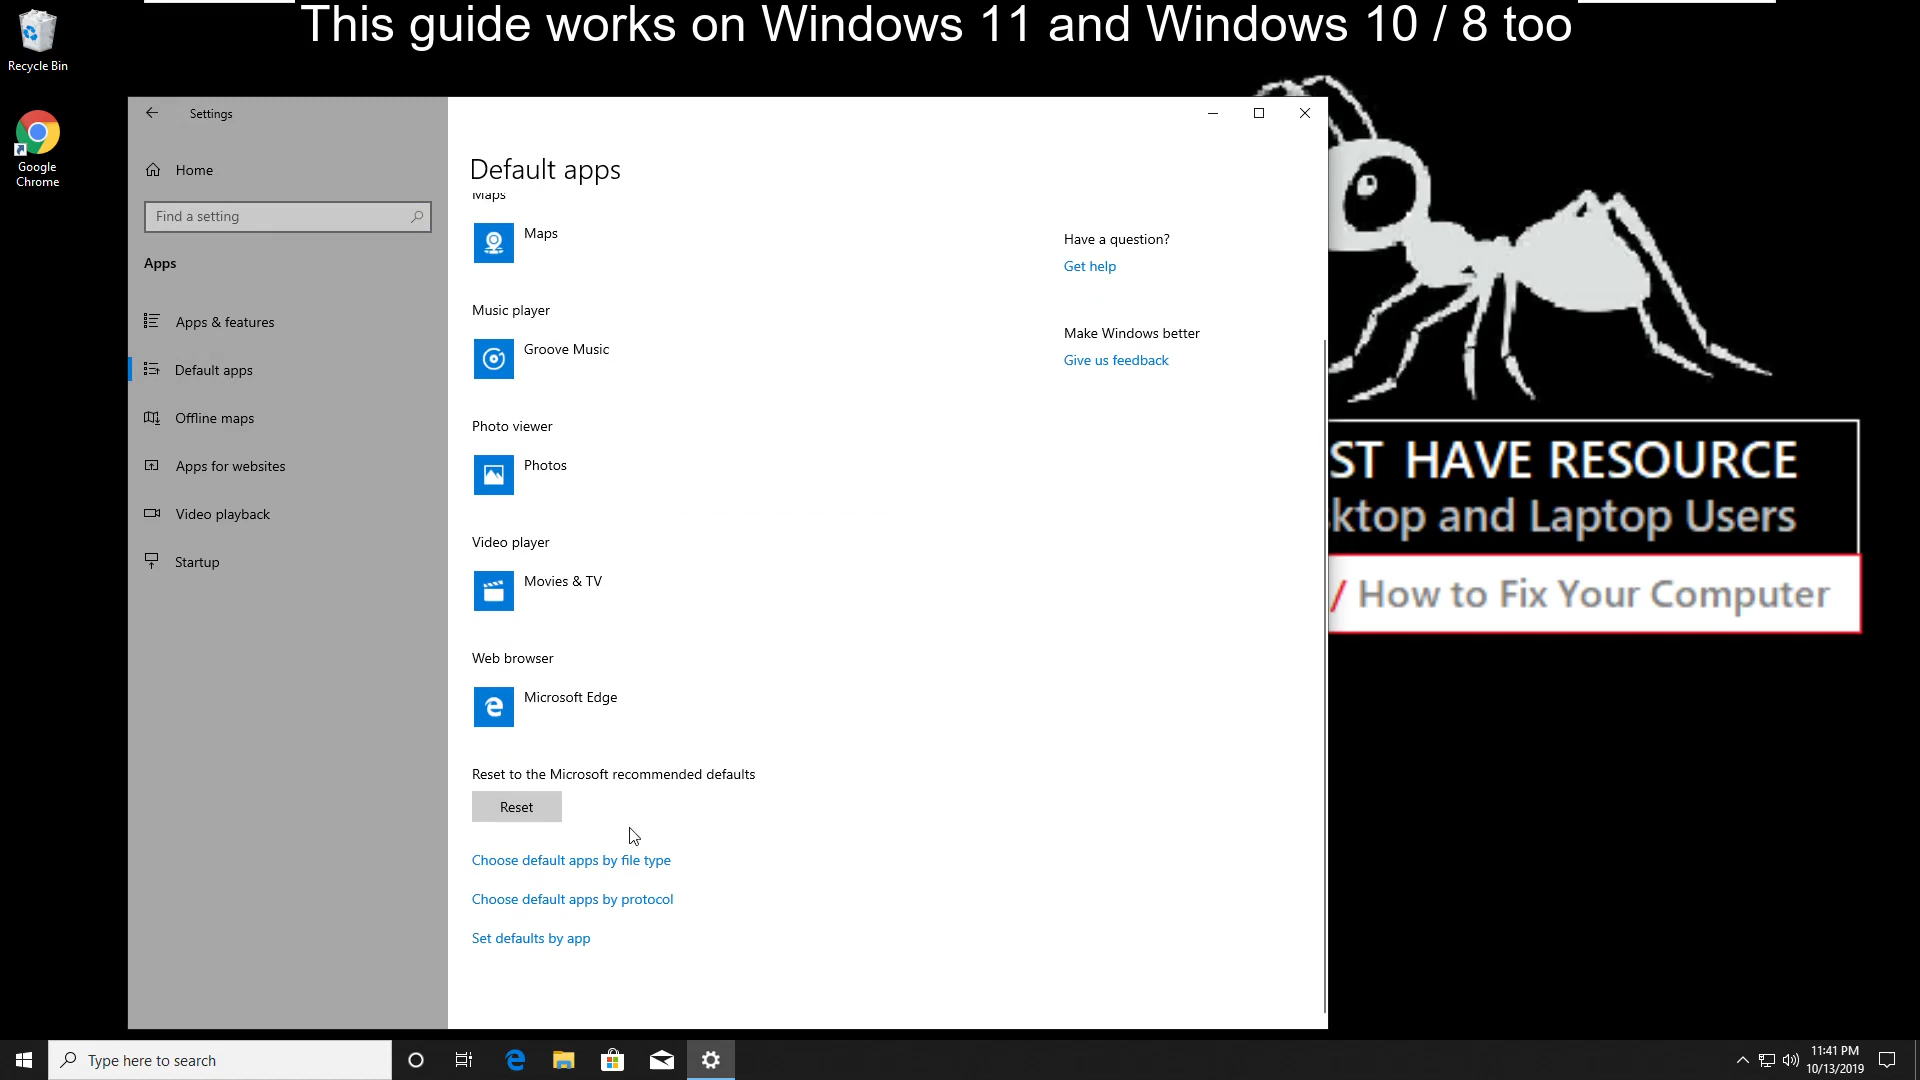 This guide works on Windows 11 and Windows 10 / 8 too
Recycle Bin
Google
Chrome
Settings
Home
Find a setting
Apps
Apps & features
Default apps
Offline maps
Apps for websites
Video playback
Startup
Default apps
Maps
Maps
Music player
Groove Music
Photo viewer
Photos
Video player
Movies & TV
Web browser
Microsoft Edge
Reset to the Microsoft recommended defaults
Reset
Choose default apps by file type
Choose default apps by protocol
Set defaults by app
Have a question?
Get help
Make Windows better
Give us feedback
ST HAVE RESOURCE
ktop and Laptop Users
/ How to Fix Your Computer
Type here to search
11:41 PM
10/13/2019